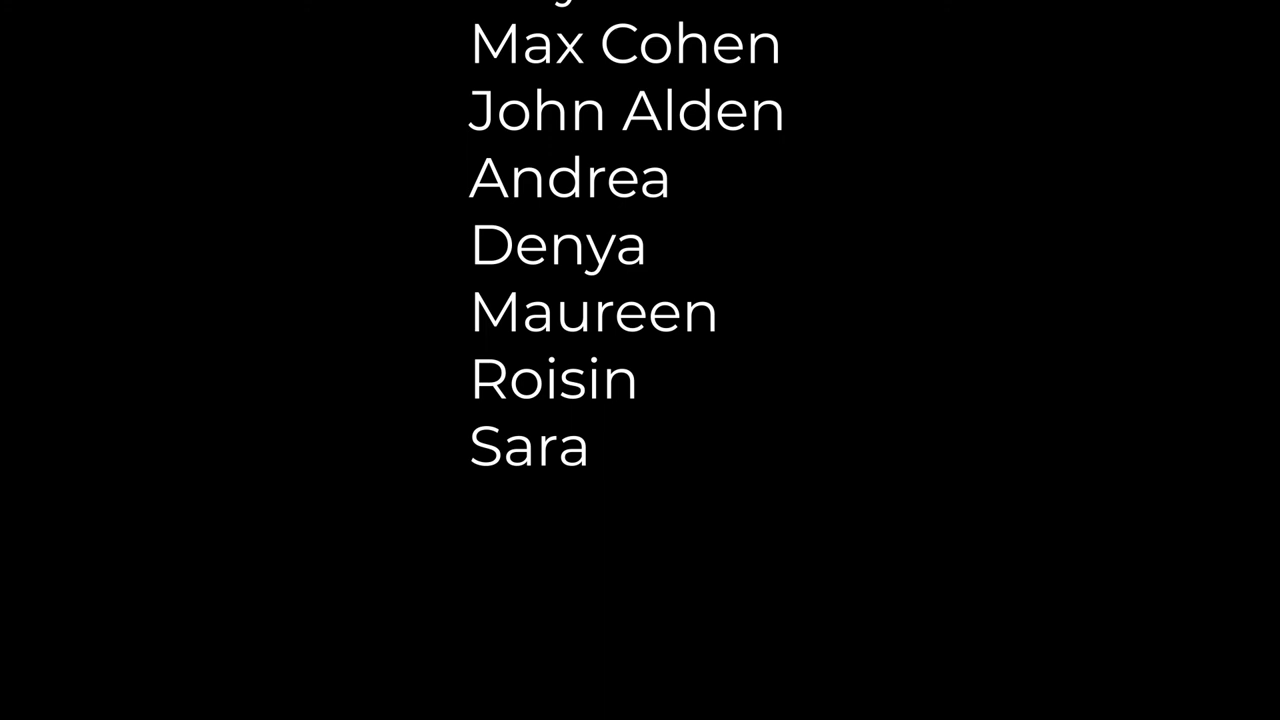 Max Cohen
John Alden
Andrea
Denya
Maureen
Roisin
Sara